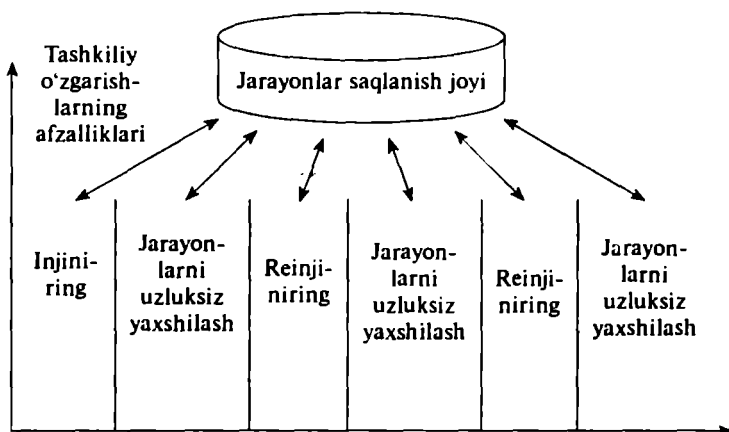 Tashkiliy
o‘zgarish-
larning
afzalliklari
Jarayonlar saqlanish joyi
Injini-
ring
Jarayon-
larni
uzluksiz
yaxshilash
Reinji-
niring
Jarayon-
larni
uzluksiz
yaxshilash
Reinji-
niring
Jarayon-
larni
uzluksiz
yaxshilash